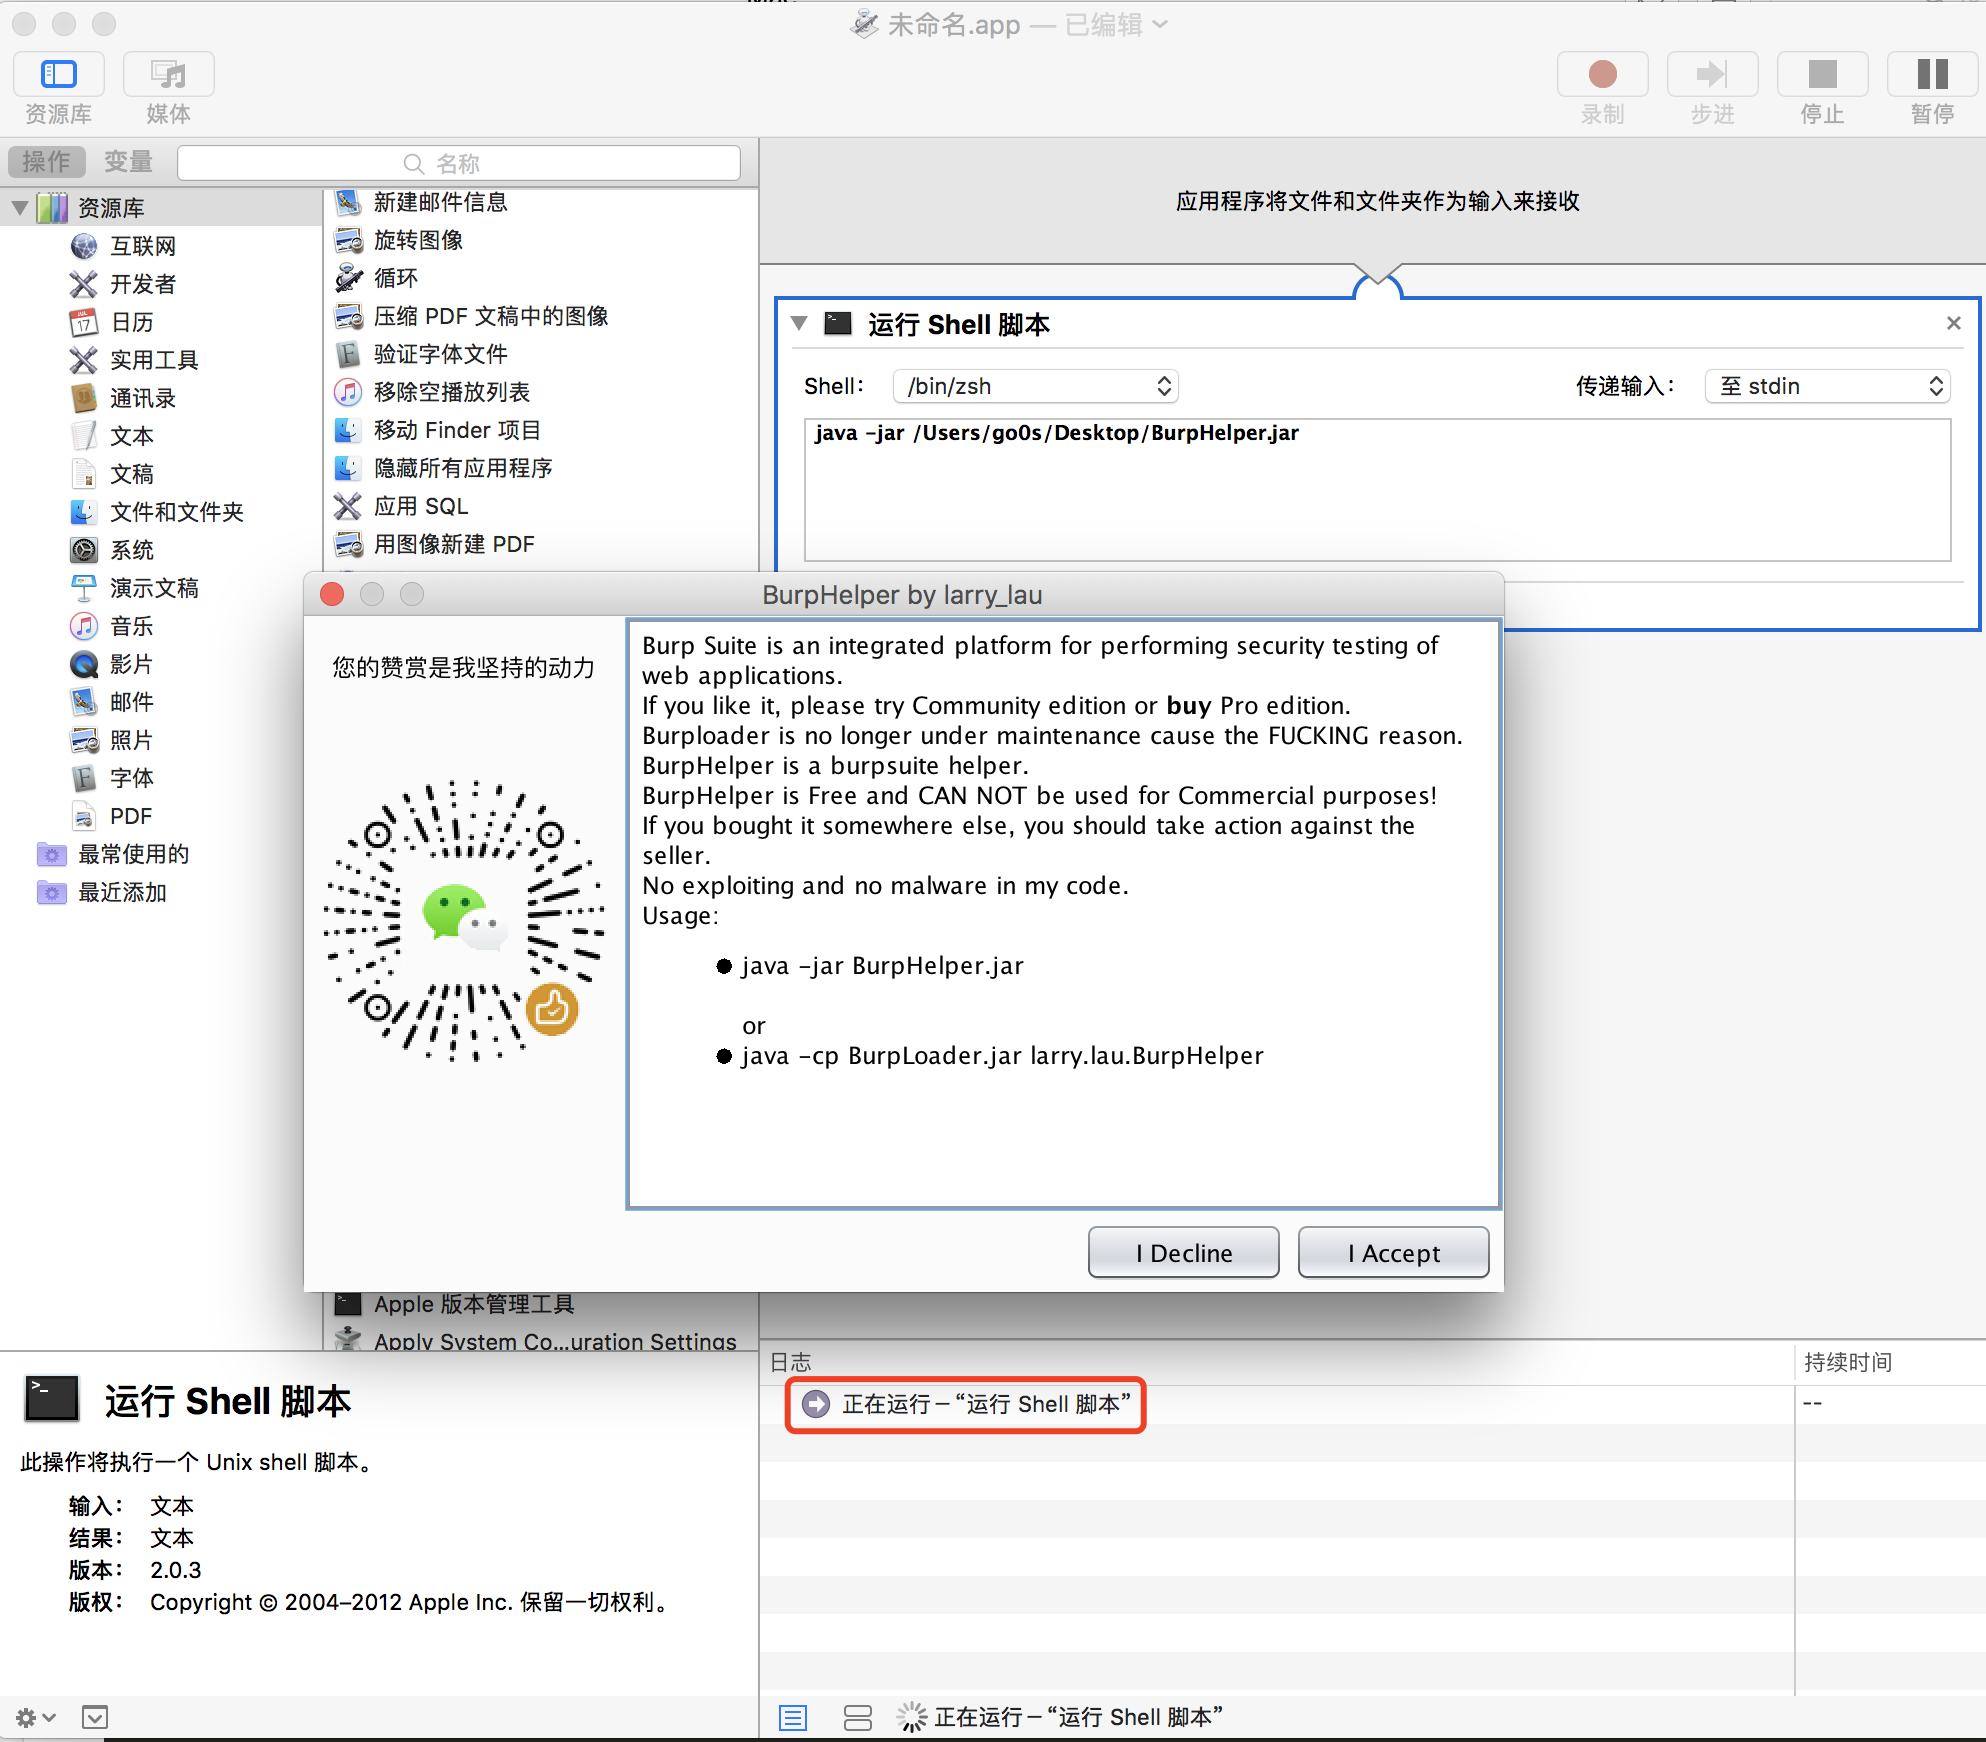 未命名.app — 已编辑
资源库
媒体
录制
步进
停止
暂停
操作
变量
名称
资源库
互联网
开发者
日历
实用工具
通讯录
文本
文稿
文件和文件夹
系统
演示文稿
音乐
影片
邮件
照片
字体
PDF
最常使用的
最近添加
新建邮件信息
旋转图像
循环
压缩 PDF 文稿中的图像
验证字体文件
移除空播放列表
移动 Finder 项目
隐藏所有应用程序
应用 SQL
用图像新建 PDF
Apple 版本管理工具
Apply System Co...uration Settings
应用程序将文件和文件夹作为输入来接收
运行 Shell 脚本
Shell： /bin/zsh
传递输入： 至 stdin
java -jar /Users/go0s/Desktop/BurpHelper.jar
BurpHelper by larry_lau
您的赞赏是我坚持的动力
Burp Suite is an integrated platform for performing security testing of
web applications.
If you like it, please try Community edition or buy Pro edition.
Burploader is no longer under maintenance cause the FUCKING reason.
BurpHelper is a burpsuite helper.
BurpHelper is Free and CAN NOT be used for Commercial purposes!
If you bought it somewhere else, you should take action against the
seller.
No exploiting and no malware in my code.
Usage:
● java -jar BurpHelper.jar
or
● java -cp BurpLoader.jar larry.lau.BurpHelper
I Decline
I Accept
运行 Shell 脚本
此操作将执行一个 Unix shell 脚本。
输入： 文本
结果： 文本
版本： 2.0.3
版权： Copyright © 2004–2012 Apple Inc. 保留一切权利。
日志
持续时间
正在运行－“运行 Shell 脚本”
--
正在运行－“运行 Shell 脚本”